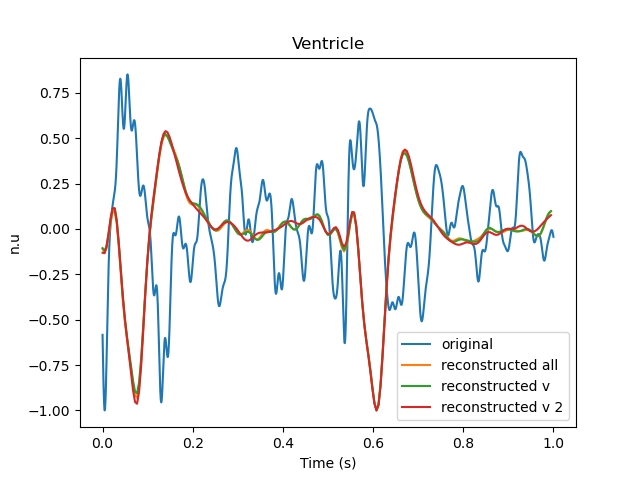 Ventricle
n.u
0.75
0.50
0.25
0.00
−0.25
−0.50
−0.75
−1.00
0.0 0.2 0.4 0.6 0.8 1.0
Time (s)
original
reconstructed all
reconstructed v
reconstructed v 2